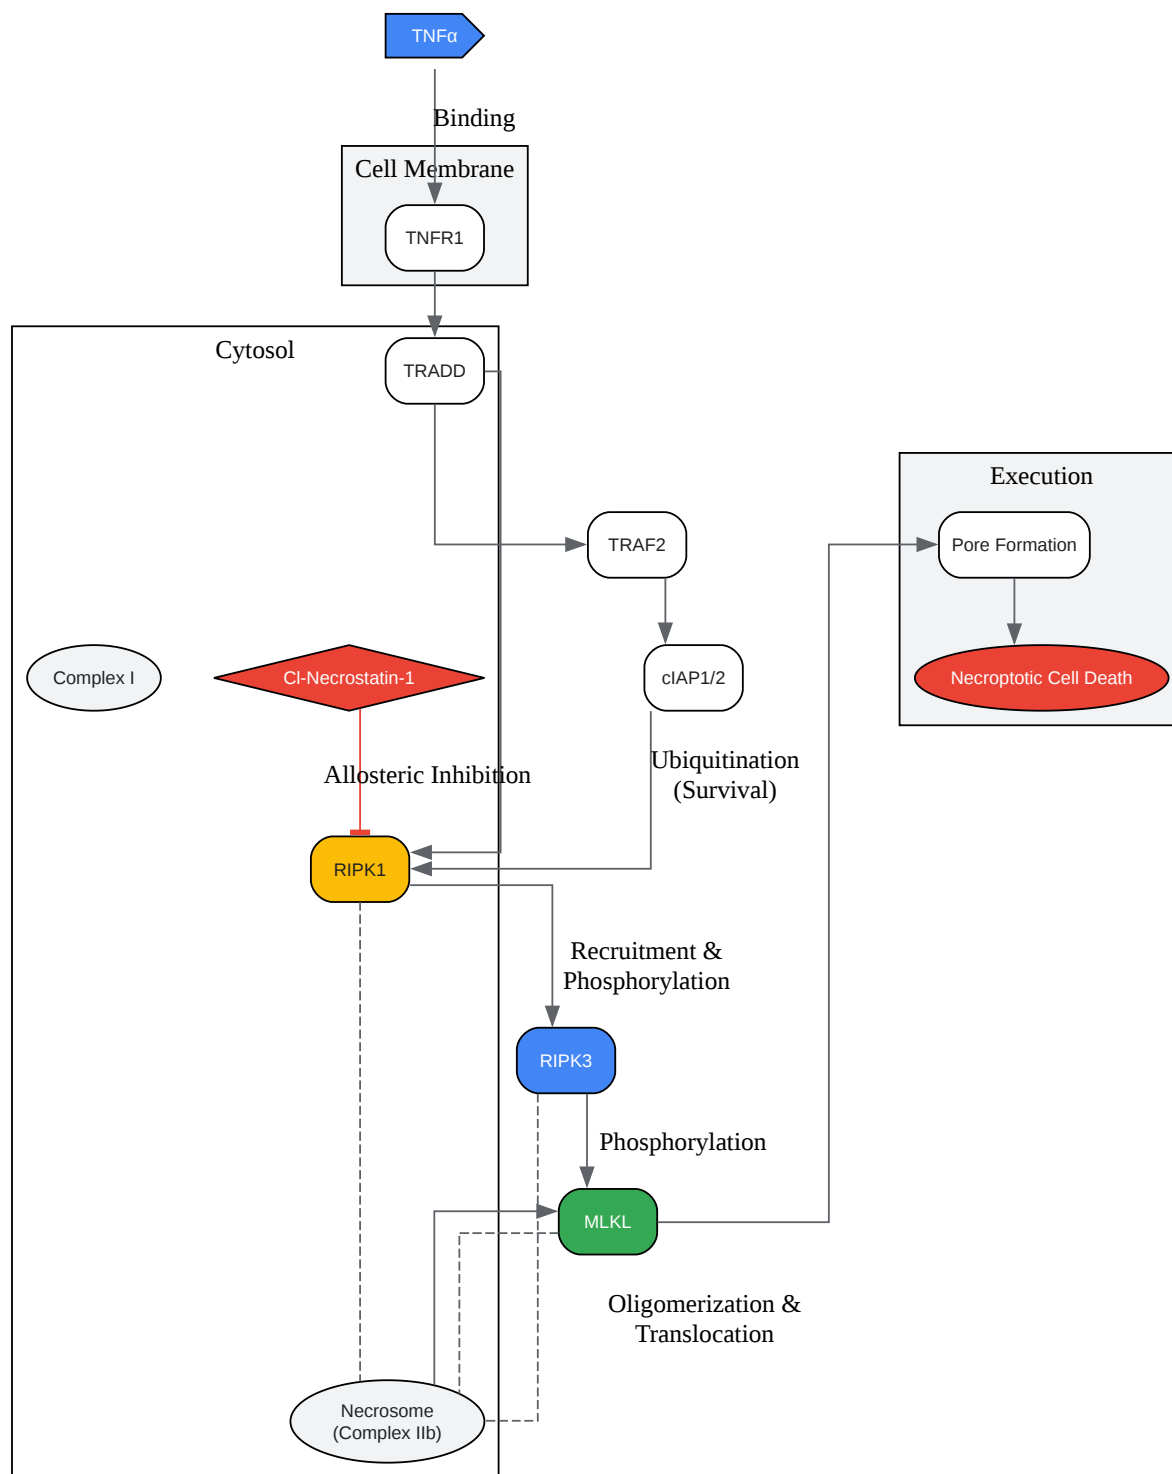 TNFα
Binding
Cell Membrane
TNFR1
Cytosol
TRADD
Execution
TRAF2
Pore Formation
Complex I
Cl-Necrostatin-1
cIAP1/2
Necroptotic Cell Death
Allosteric Inhibition
Ubiquitination
(Survival)
RIPK1
Recruitment &
Phosphorylation
RIPK3
Phosphorylation
MLKL
Oligomerization &
Translocation
Necrosome
(Complex IIb)